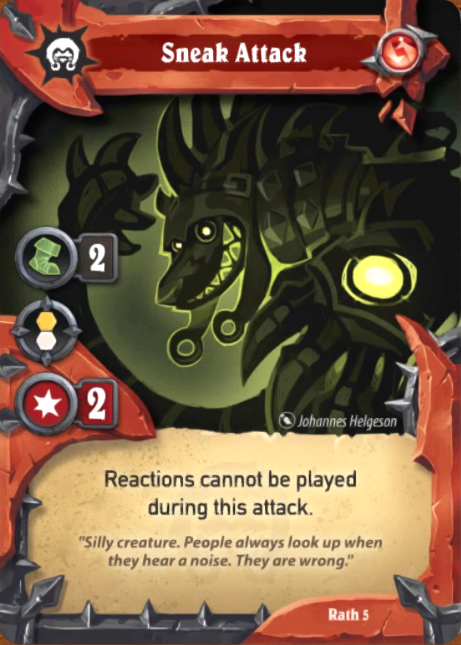 Sneak Attack
2
2
Johannes Helgeson
Reactions cannot be played
during this attack.
"Silly creature. People always look up when
they hear a noise. They are wrong."
Rath 5